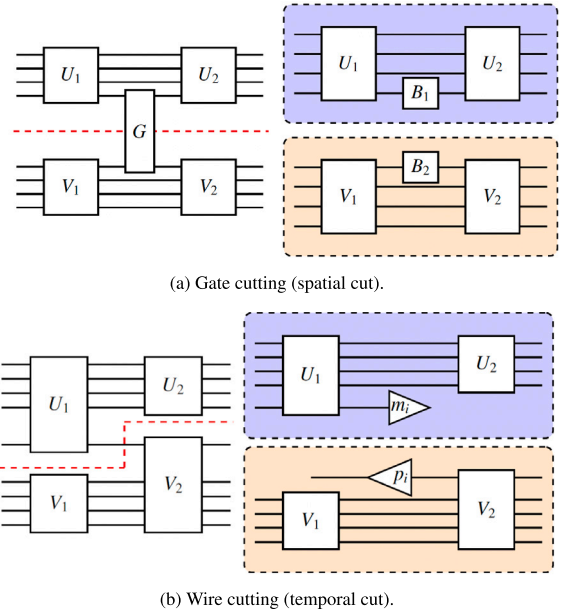 U₁ U₂
G
V₁ V₂
U₁ U₂
B₁
B₂
V₁ V₂
(a) Gate cutting (spatial cut).
U₁ U₂
V₁ V₂
U₁ U₂
mᵢ
pᵢ
V₁ V₂
(b) Wire cutting (temporal cut).